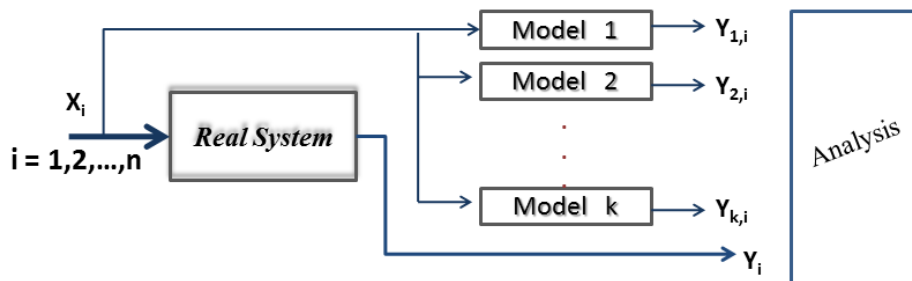 Model 1
Y1,i
Model 2
Y2,i
Xi
Real System
i = 1,2,...,n
Analysis
Model k
Yk,i
Yi